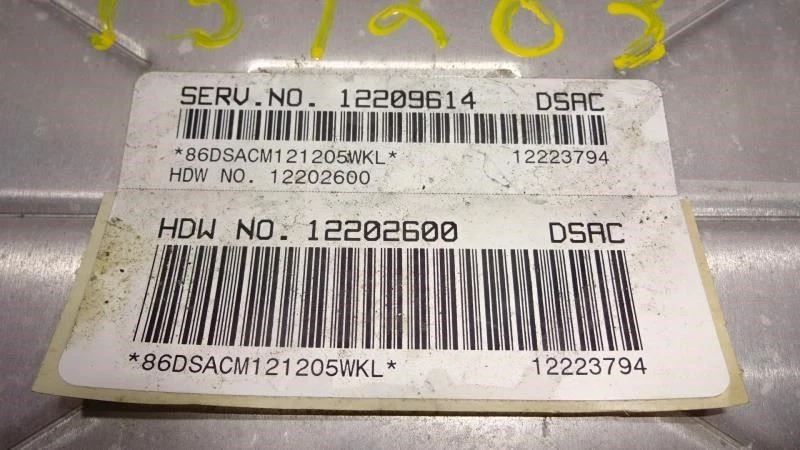 SERV.NO. 12209614 DSAC
*86DSACM121205WKL* 12223794
HDW NO. 12202600
HDW NO. 12202600 DSAC
*86DSACM121205WKL* 12223794